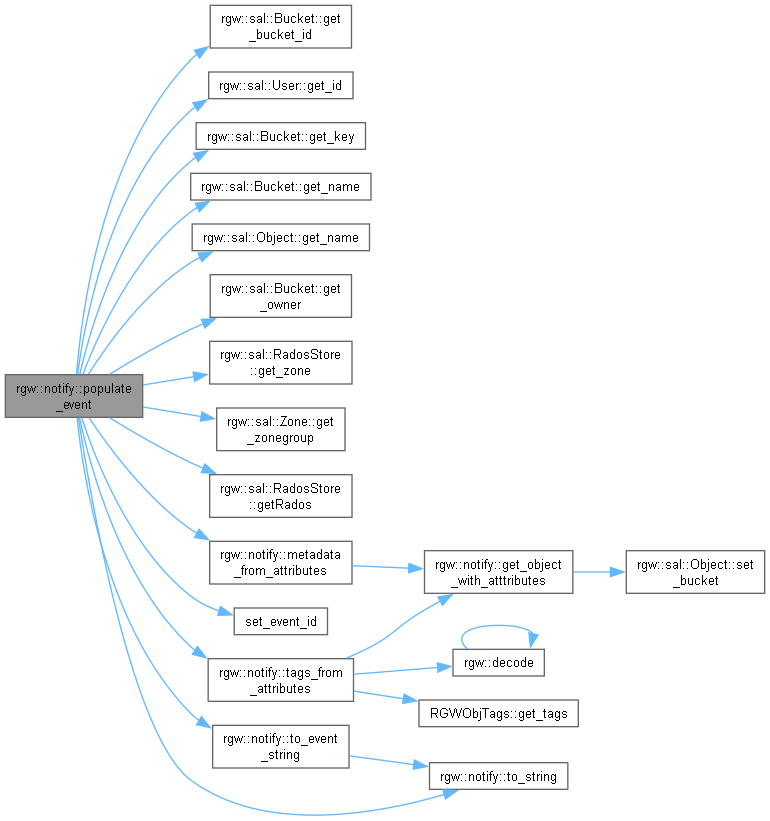 rgw::sal::Bucket::get
_bucket_id
rgw::sal::User::get_id
rgw::sal::Bucket::get_key
rgw::sal::Bucket::get_name
rgw::sal::Object::get_name
rgw::sal::Bucket::get
_owner
rgw::sal::RadosStore
::get_zone
rgw::notify::populate
_event
rgw::sal::Zone::get
_zonegroup
rgw::sal::RadosStore
::getRados
rgw::notify::metadata
_from_attributes
rgw::notify::get_object
_with_atttributes
rgw::sal::Object::set
_bucket
set_event_id
rgw::notify::tags_from
_attributes
rgw::decode
RGWObjTags::get_tags
rgw::notify::to_event
_string
rgw::notify::to_string